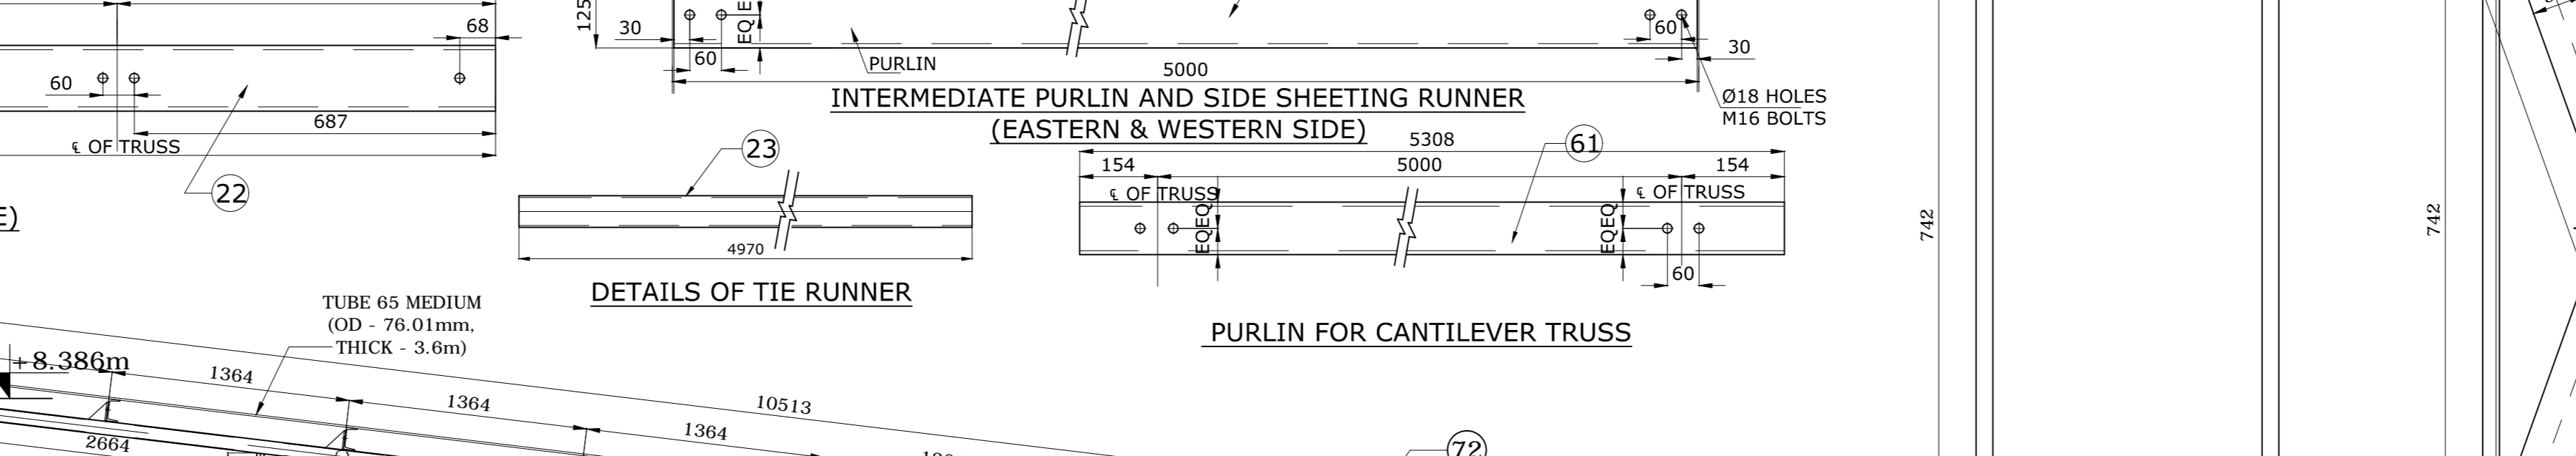 68
60
687
℄ OF TRUSS
22
E)
125
30
60
EQ
PURLIN
5000
60
30
Ø18 HOLES
M16 BOLTS
INTERMEDIATE PURLIN AND SIDE SHEETING RUNNER
(EASTERN & WESTERN SIDE)
23
4970
DETAILS OF TIE RUNNER
5308
154
5000
154
61
℄ OF TRUSS
℄ OF TRUSS
EQ EQ
EQ EQ
60
PURLIN FOR CANTILEVER TRUSS
742
742
TUBE 65 MEDIUM
(OD - 76.01mm,
THICK - 3.6m)
+8.386m
1364
1364
1364
10513
2664
72